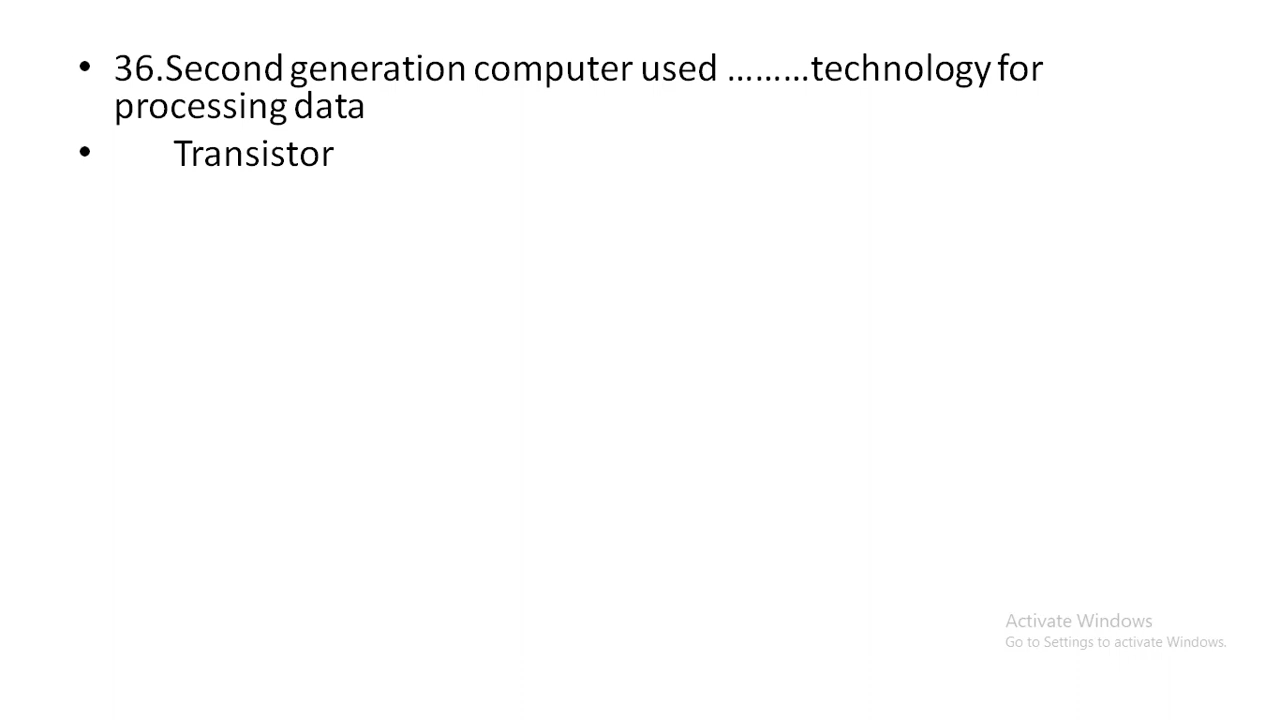 • 36.Second generation computer used ………technology for
processing data
• Transistor
Activate Windows
Go to Settings to activate Windows.